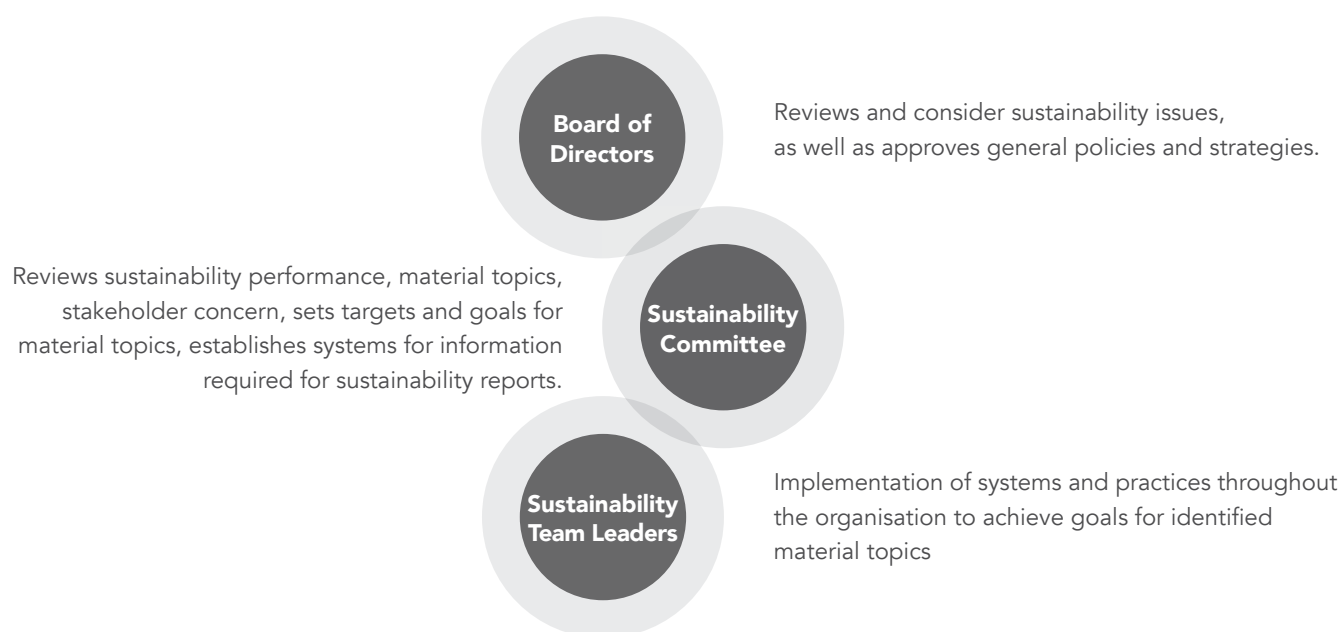 Board of
Directors
Reviews and consider sustainability issues,
as well as approves general policies and strategies.
Reviews sustainability performance, material topics,
stakeholder concern, sets targets and goals for
material topics, establishes systems for information
required for sustainability reports.
Sustainability
Committee
Sustainability
Team Leaders
Implementation of systems and practices throughout
the organisation to achieve goals for identified
material topics